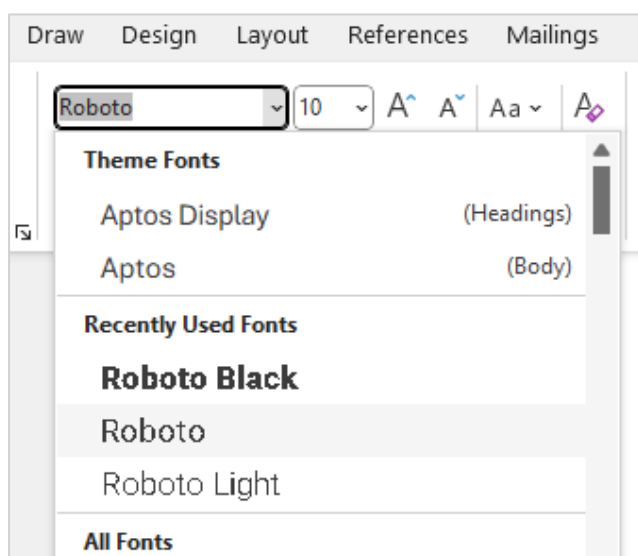 Draw Design Layout References Mailings
Roboto 10 A A Aa A
Theme Fonts
Aptos Display (Headings)
Aptos (Body)
Recently Used Fonts
Roboto Black
Roboto
Roboto Light
All Fonts